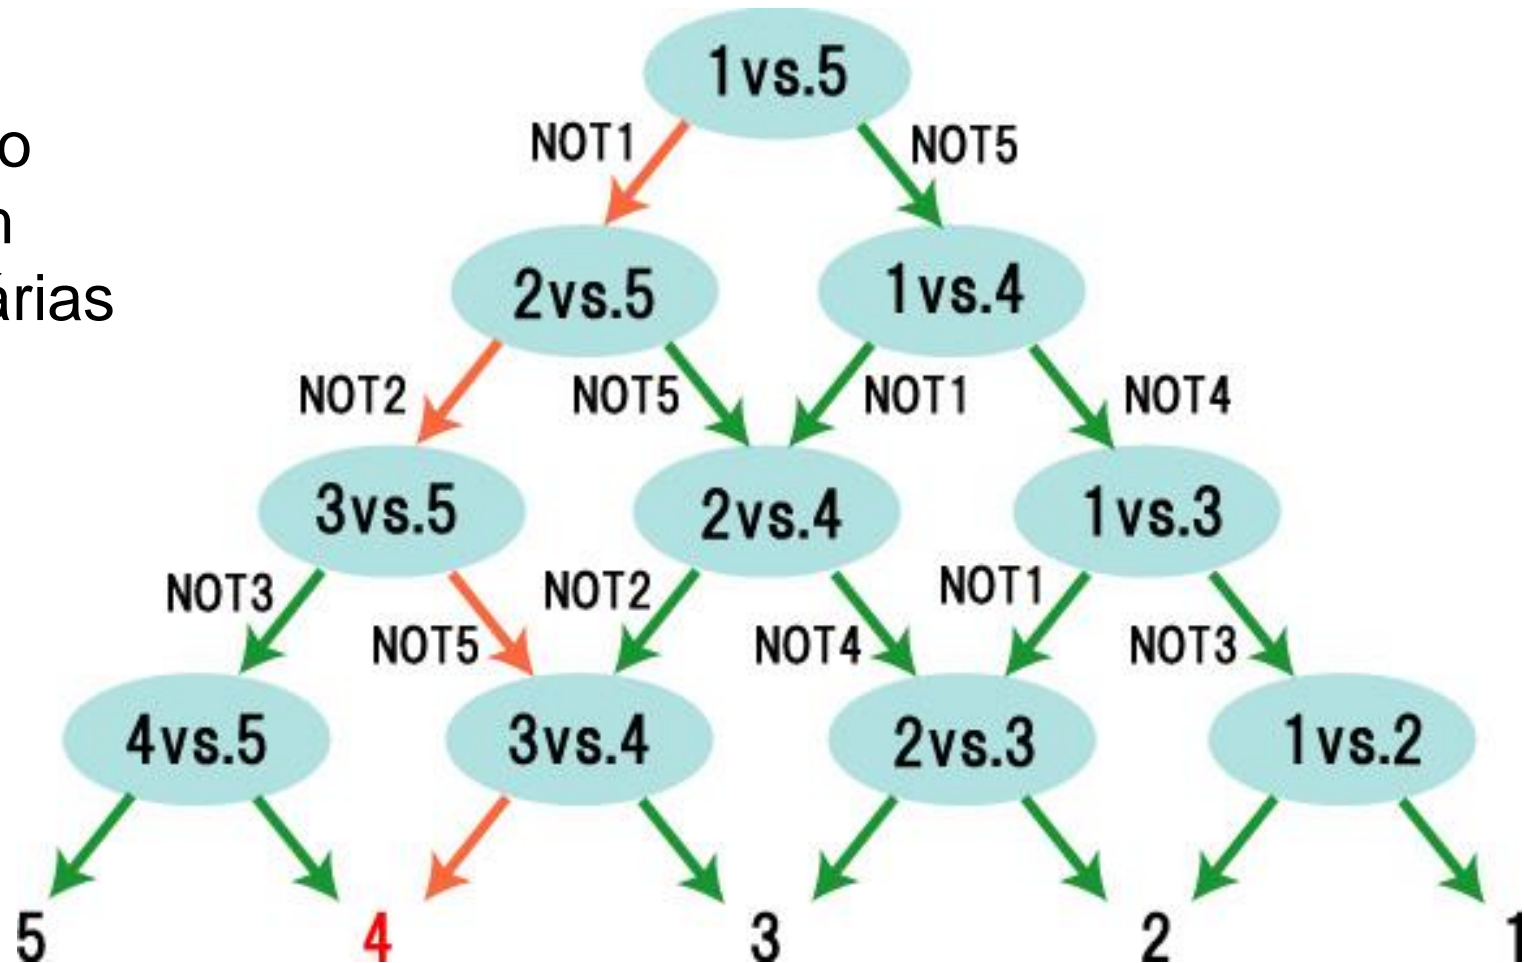 1vs.5
o
NOT1 NOT5
m
2vs.5 1vs.4
árias
NOT2 NOT5 NOT1 NOT4
3vs.5 2vs.4 1vs.3
NOT3 NOT2 NOT1
NOT5 NOT4 NOT3
4vs.5 3vs.4 2vs.3 1vs.2
5 4 3 2 1